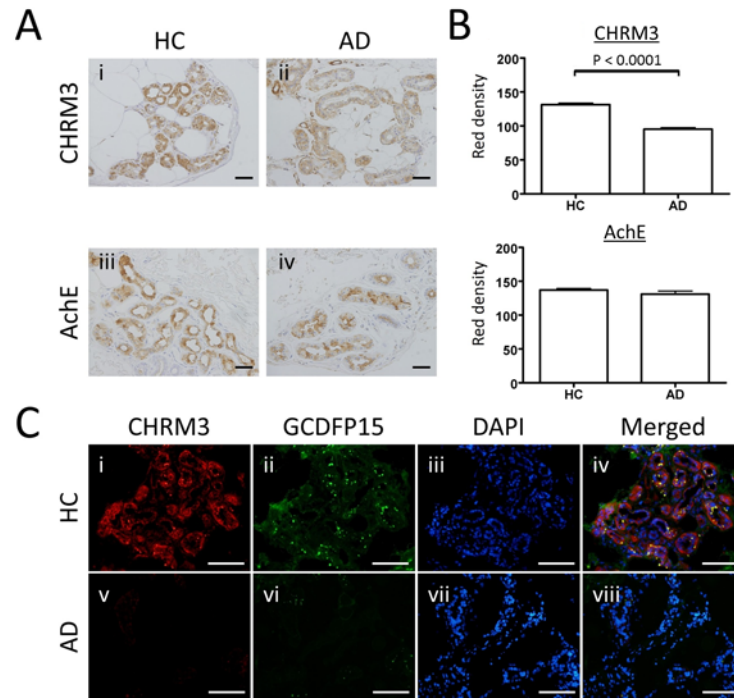 A
HC AD
CHRM3
i ii
AchE
iii iv
B
CHRM3
P < 0.0001
Red density
200
150
100
50
0
HC AD
AchE
Red density
200
150
100
50
0
HC AD
C
CHRM3 GCDFP15 DAPI Merged
HC
i ii iii iv
AD
v vi vii viii